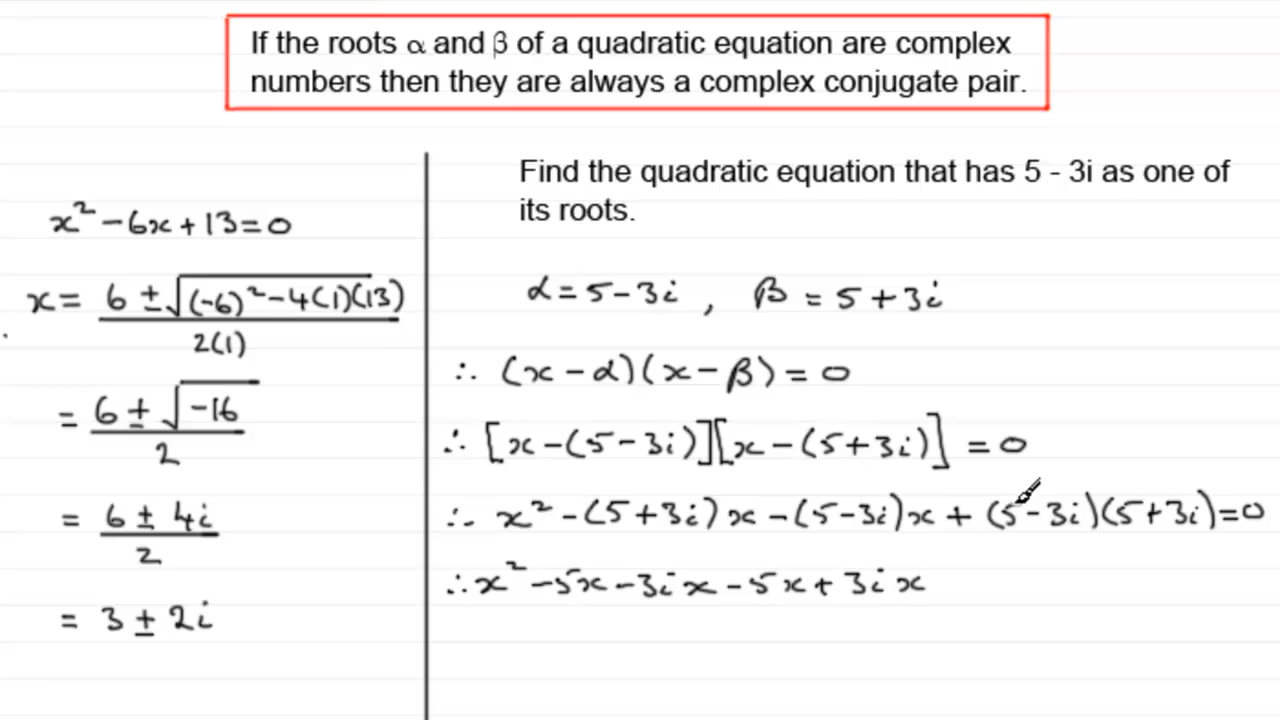 If the roots α and β of a quadratic equation are complex
numbers then they are always a complex conjugate pair.
x² - 6x + 13 = 0
x = (6 ± √((-6)² - 4(1)(13)))/(2(1))
= (6 ± √(-16))/2
= (6 ± 4i)/2
= 3 ± 2i
Find the quadratic equation that has 5 - 3i as one of
its roots.
α = 5 - 3i , β = 5 + 3i
∴ (x - α)(x - β) = 0
∴ [x - (5 - 3i)][x - (5 + 3i)] = 0
∴ x² - (5 + 3i)x - (5 - 3i)x + (5 - 3i)(5 + 3i) = 0
∴ x² - 5x - 3ix - 5x + 3ix